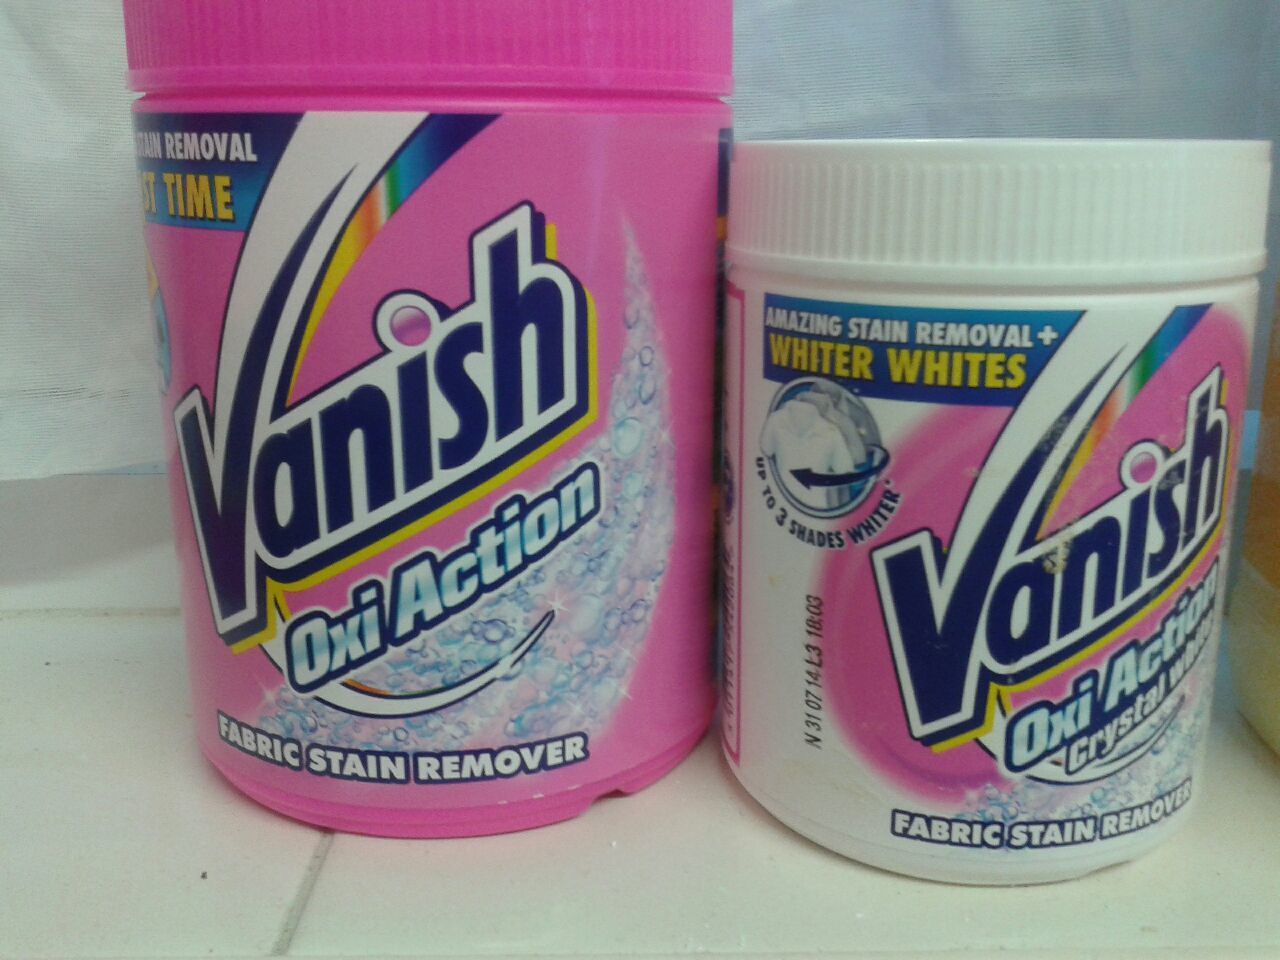 STAIN REMOVAL
ST TIME
Vanish
Oxi Action
FABRIC STAIN REMOVER
AMAZING STAIN REMOVAL +
WHITER WHITES
UP TO 3 SHADES WHITER*
N 31 07 14 L3 18:03
Vanish
Oxi Action
Crystal White
FABRIC STAIN REMOVER